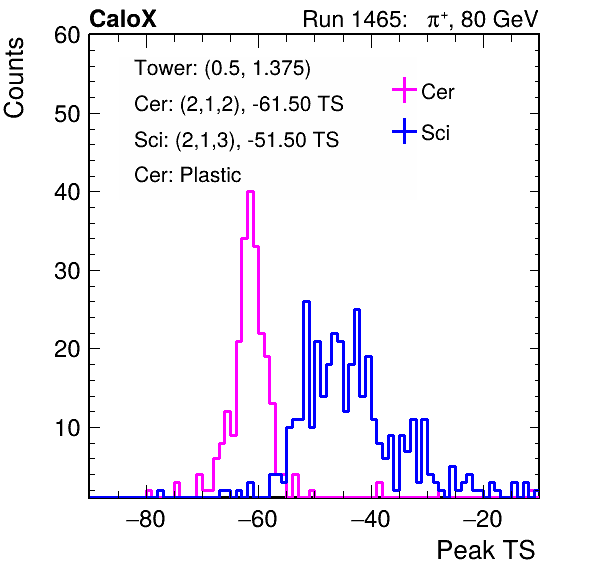 CaloX Run 1465: π⁺, 80 GeV
Counts
60
50
40
30
20
10
Tower: (0.5, 1.375)
Cer: (2,1,2), -61.50 TS
Sci: (2,1,3), -51.50 TS
Cer: Plastic
Cer
Sci
−80 −60 −40 −20
Peak TS